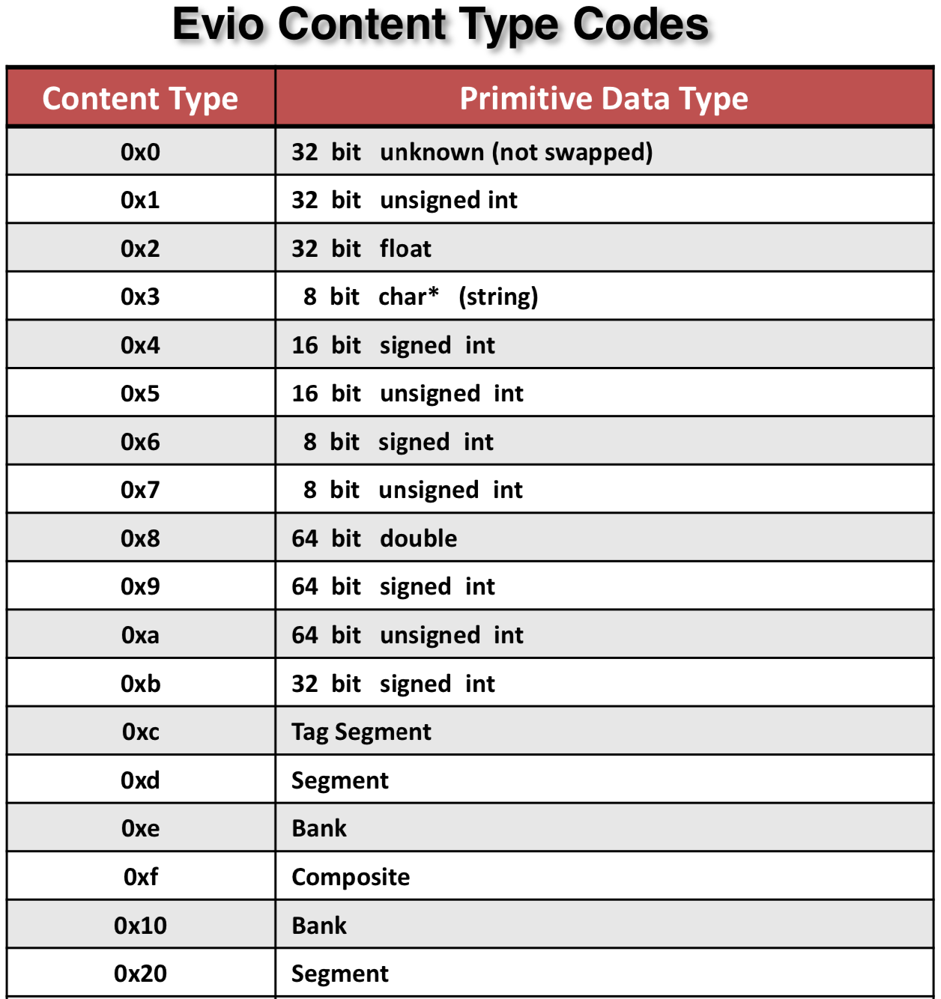 Evio Content Type Codes
Content Type Primitive Data Type
0x0 32 bit unknown (not swapped)
0x1 32 bit unsigned int
0x2 32 bit float
0x3 8 bit char* (string)
0x4 16 bit signed int
0x5 16 bit unsigned int
0x6 8 bit signed int
0x7 8 bit unsigned int
0x8 64 bit double
0x9 64 bit signed int
0xa 64 bit unsigned int
0xb 32 bit signed int
0xc Tag Segment
0xd Segment
0xe Bank
0xf Composite
0x10 Bank
0x20 Segment